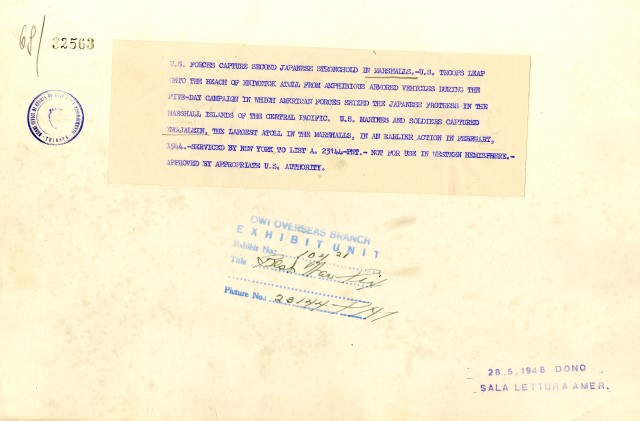 68/
32563
U.S. FORCES CAPTURE SECOND JAPANESE STRONGHOLD IN MARSHALLS.-U.S. TROOPS LEAP
ONTO THE BEACH OF ENIWOTOK ATOLL FROM AMPHIBIOUS ARMORED VEHICLES DURING THE
FIVE-DAY CAMPAIGN IN WHICH AMERICAN FORCES SEIZED THE JAPANESE FROTRESS IN THE
MARSHALL ISLANDS OF THE CENTRAL PACIFIC. U.S. MARINES AND SOLDIERS CAPTURED
KWAJALEIN, THE LARGEST ATOLL IN THE MARSHALLS, IN AN EARLIER ACTION IN FEBRUARY,
1944.-SERVICED BY NEW YORK TO LIST A. 23144-PMT.- NOT FOR USE IN WESTERN HEMISPHERE.-
APPROVED BY APPROPRIATE U.S. AUTHORITY.
TRIESTE
OWI OVERSEAS BRANCH
EXHIBIT UNIT
Exhibit No:
Title
Picture No.: 23144
28.5.1948 DONO
SALA LETTURA AMER.